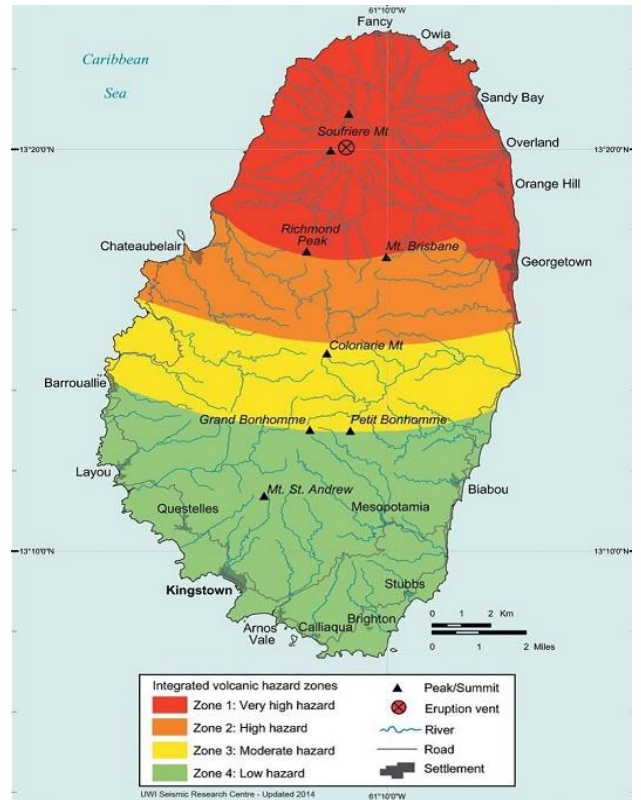 61°10'0"W
Fancy
Owia
Caribbean
Sea
Sandy Bay
Soufriere Mt
13°20'0"N
Overland
13°20'0"N
Orange Hill
Richmond
Peak
Mt. Brisbane
Chateaubelair
Georgetown
Colonarie Mt
Barrouallie
Grand Bonhomme
Petit Bonhomme
Layou
Mt. St. Andrew
Biabou
Questelles
Mesopotamia
13°10'0"N
13°10'0"N
Kingstown
Stubbs
Arnos
Vale
Calliaqua
Brighton
0 1 2 Km
0 1 2 Miles
Integrated volcanic hazard zones
Zone 1: Very high hazard
Zone 2: High hazard
Zone 3: Moderate hazard
Zone 4: Low hazard
Peak/Summit
Eruption vent
River
Road
Settlement
UWI Seismic Research Centre - Updated 2014
61°10'0"W